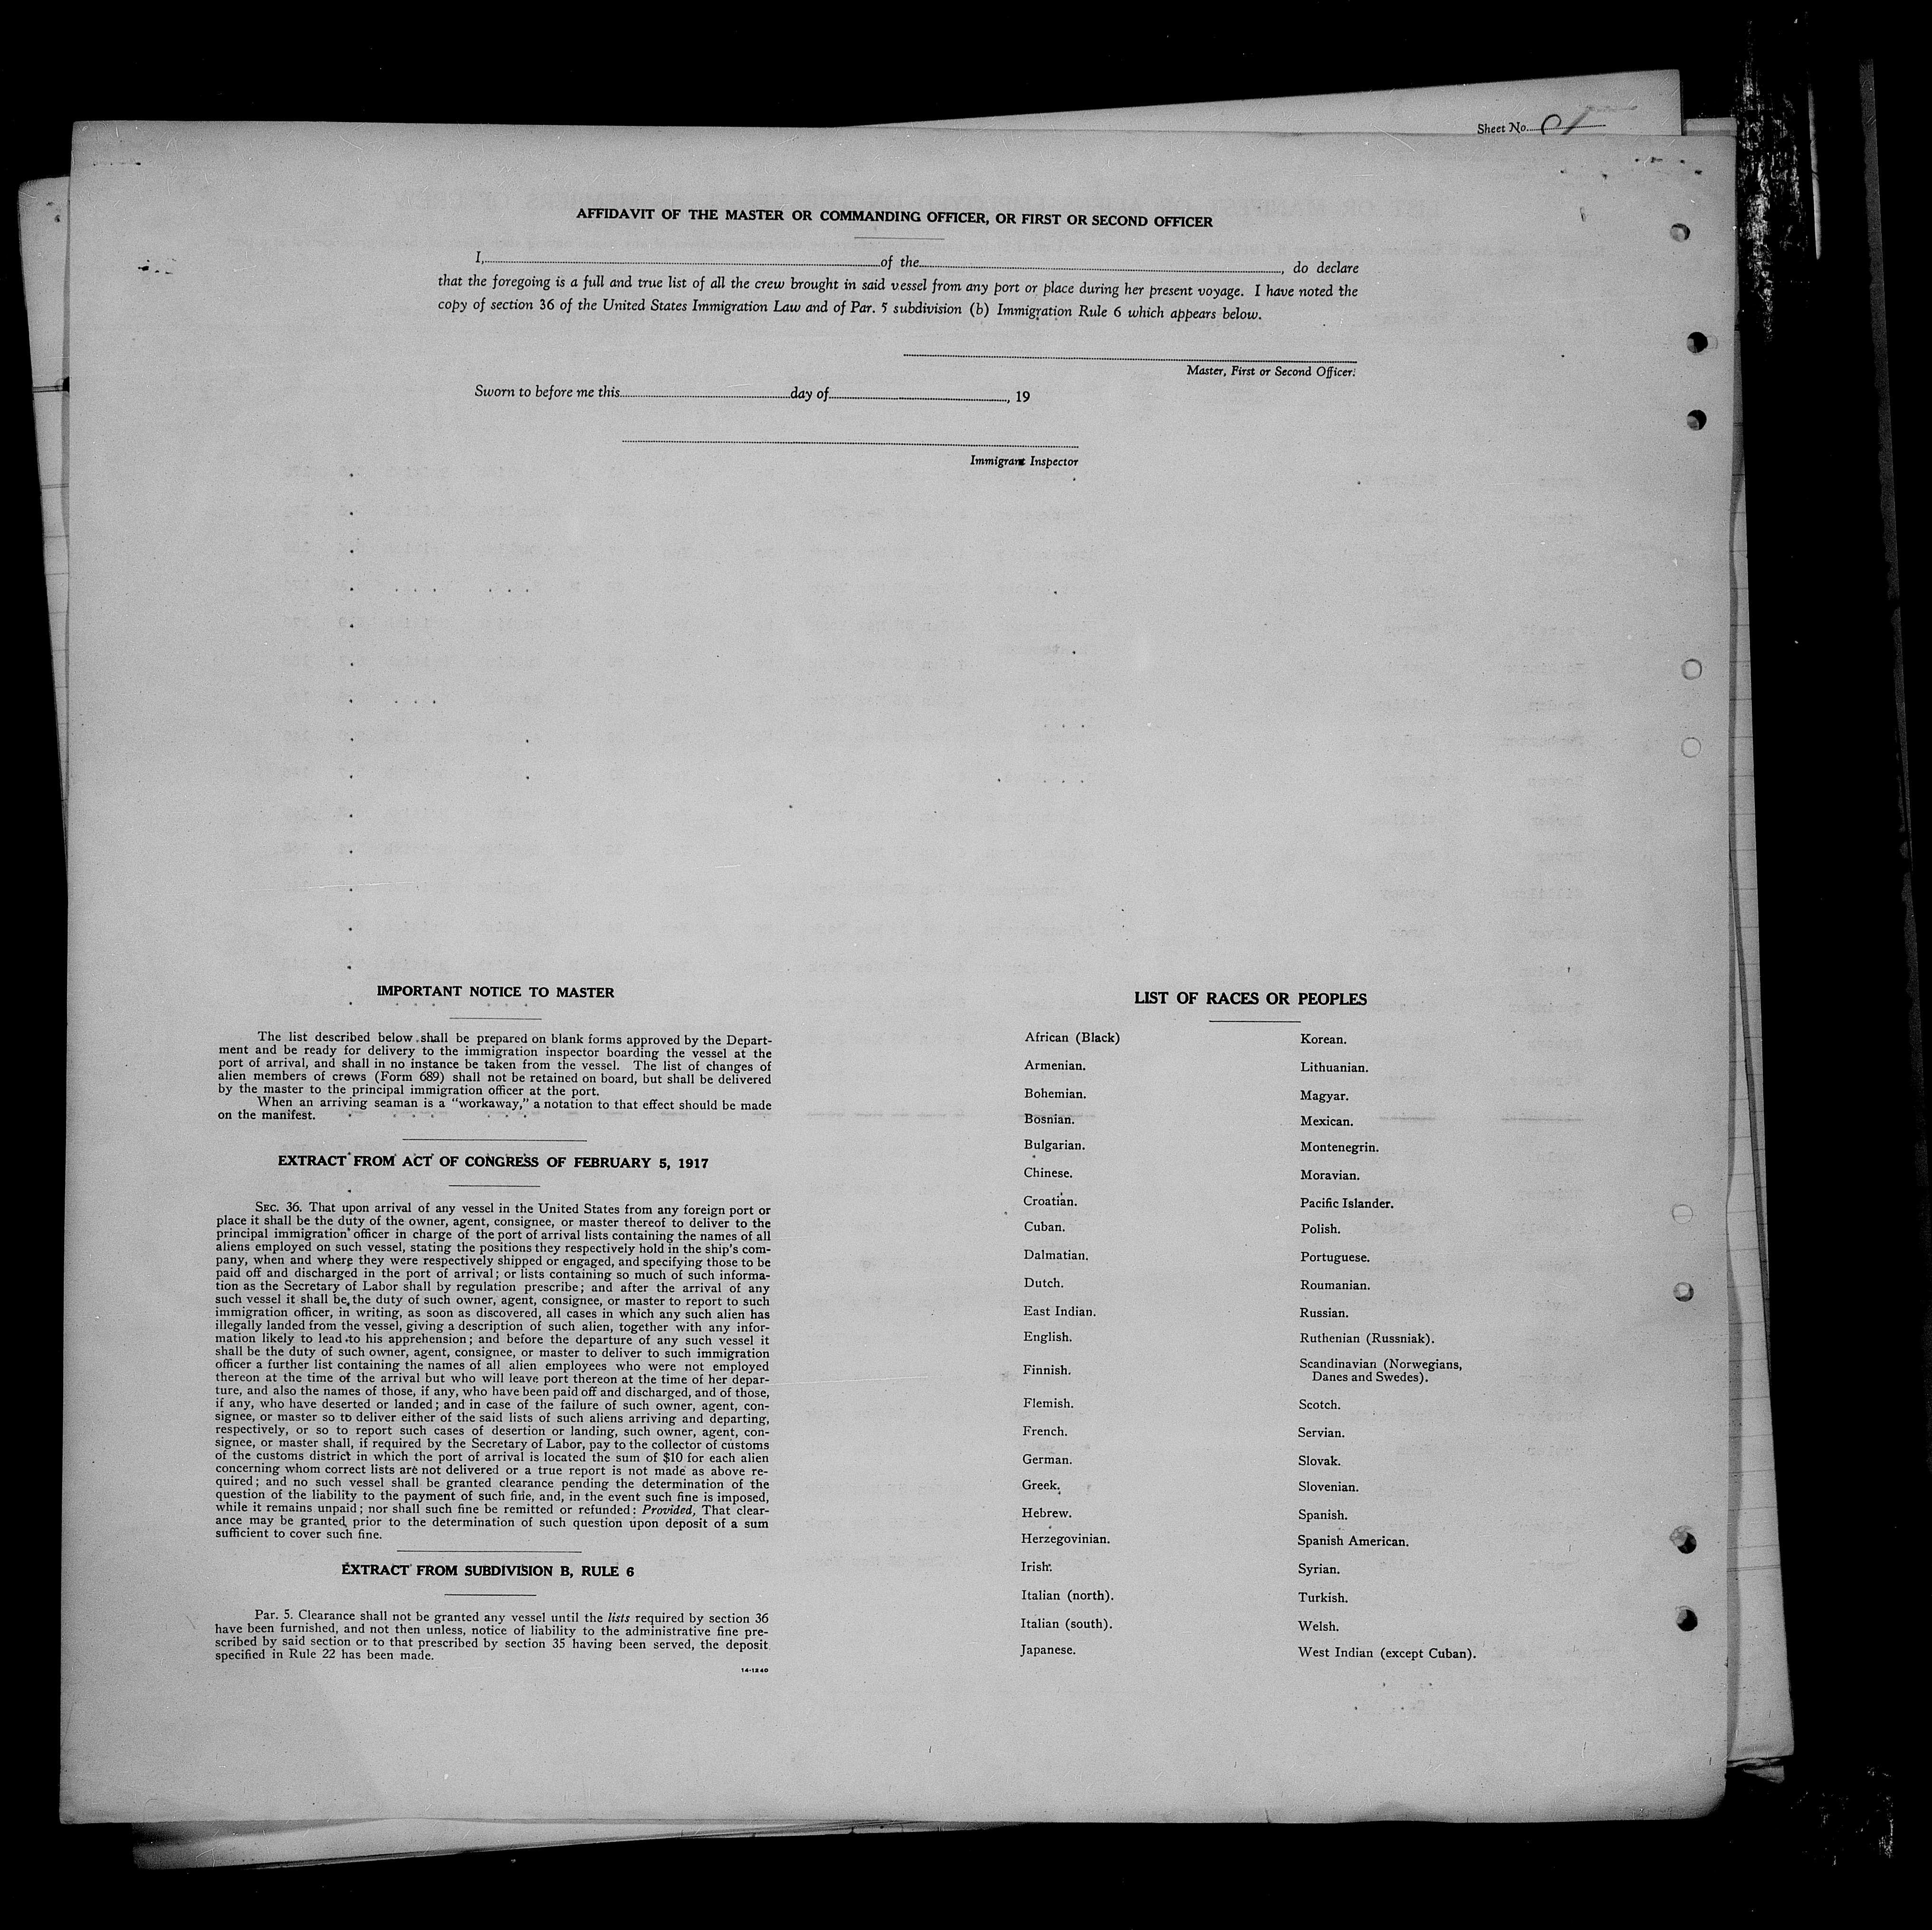 Sheet No.
AFFIDAVIT OF THE MASTER OR COMMANDING OFFICER, OR FIRST OR SECOND OFFICER
I, of the , do declare
that the foregoing is a full and true list of all the crew brought in said vessel from any port or place during her present voyage. I have noted the
copy of section 36 of the United States Immigration Law and of Par. 5 subdivision (b) Immigration Rule 6 which appears below.
Master, First or Second Officer.
Sworn to before me this day of , 19
Immigrant Inspector
IMPORTANT NOTICE TO MASTER
The list described below shall be prepared on blank forms approved by the Depart-
ment and be ready for delivery to the immigration inspector boarding the vessel at the
port of arrival, and shall in no instance be taken from the vessel. The list of changes of
alien members of crews (Form 689) shall not be retained on board, but shall be delivered
by the master to the principal immigration officer at the port.
When an arriving seaman is a "workaway," a notation to that effect should be made
on the manifest.
EXTRACT FROM ACT OF CONGRESS OF FEBRUARY 5, 1917
SEC. 36. That upon arrival of any vessel in the United States from any foreign port or
place it shall be the duty of the owner, agent, consignee, or master thereof to deliver to the
principal immigration officer in charge of the port of arrival lists containing the names of all
aliens employed on such vessel, stating the positions they respectively hold in the ship's com-
pany, when and where they were respectively shipped or engaged, and specifying those to be
paid off and discharged in the port of arrival; or lists containing so much of such informa-
tion as the Secretary of Labor shall by regulation prescribe; and after the arrival of any
such vessel it shall be the duty of such owner, agent, consignee, or master to report to such
immigration officer, in writing, as soon as discovered, all cases in which any such alien has
illegally landed from the vessel, giving a description of such alien, together with any infor-
mation likely to lead to his apprehension; and before the departure of any such vessel it
shall be the duty of such owner, agent, consignee, or master to deliver to such immigration
officer a further list containing the names of all alien employees who were not employed
thereon at the time of the arrival but who will leave port thereon at the time of her depar-
ture, and also the names of those, if any, who have been paid off and discharged, and of those,
if any, who have deserted or landed; and in case of the failure of such owner, agent, con-
signee, or master so to deliver either of the said lists of such aliens arriving and departing,
respectively, or so to report such cases of desertion or landing, such owner, agent, con-
signee, or master shall, if required by the Secretary of Labor, pay to the collector of customs
of the customs district in which the port of arrival is located the sum of $10 for each alien
concerning whom correct lists are not delivered or a true report is not made as above re-
quired; and no such vessel shall be granted clearance pending the determination of the
question of the liability to the payment of such fine, and, in the event such fine is imposed,
while it remains unpaid; nor shall such fine be remitted or refunded: Provided, That clear-
ance may be granted prior to the determination of such question upon deposit of a sum
sufficient to cover such fine.
EXTRACT FROM SUBDIVISION B, RULE 6
Par. 5. Clearance shall not be granted any vessel until the lists required by section 36
have been furnished, and not then unless, notice of liability to the administrative fine pre-
scribed by said section or to that prescribed by section 35 having been served, the deposit
specified in Rule 22 has been made.
14-1240
LIST OF RACES OR PEOPLES
African (Black)
Armenian.
Bohemian.
Bosnian.
Bulgarian.
Chinese.
Croatian.
Cuban.
Dalmatian.
Dutch.
East Indian.
English.
Finnish.
Flemish.
French.
German.
Greek.
Hebrew.
Herzegovinian.
Irish.
Italian (north).
Italian (south).
Japanese.
Korean.
Lithuanian.
Magyar.
Mexican.
Montenegrin.
Moravian.
Pacific Islander.
Polish.
Portuguese.
Roumanian.
Russian.
Ruthenian (Russniak).
Scandinavian (Norwegians,
Danes and Swedes).
Scotch.
Servian.
Slovak.
Slovenian.
Spanish.
Spanish American.
Syrian.
Turkish.
Welsh.
West Indian (except Cuban).